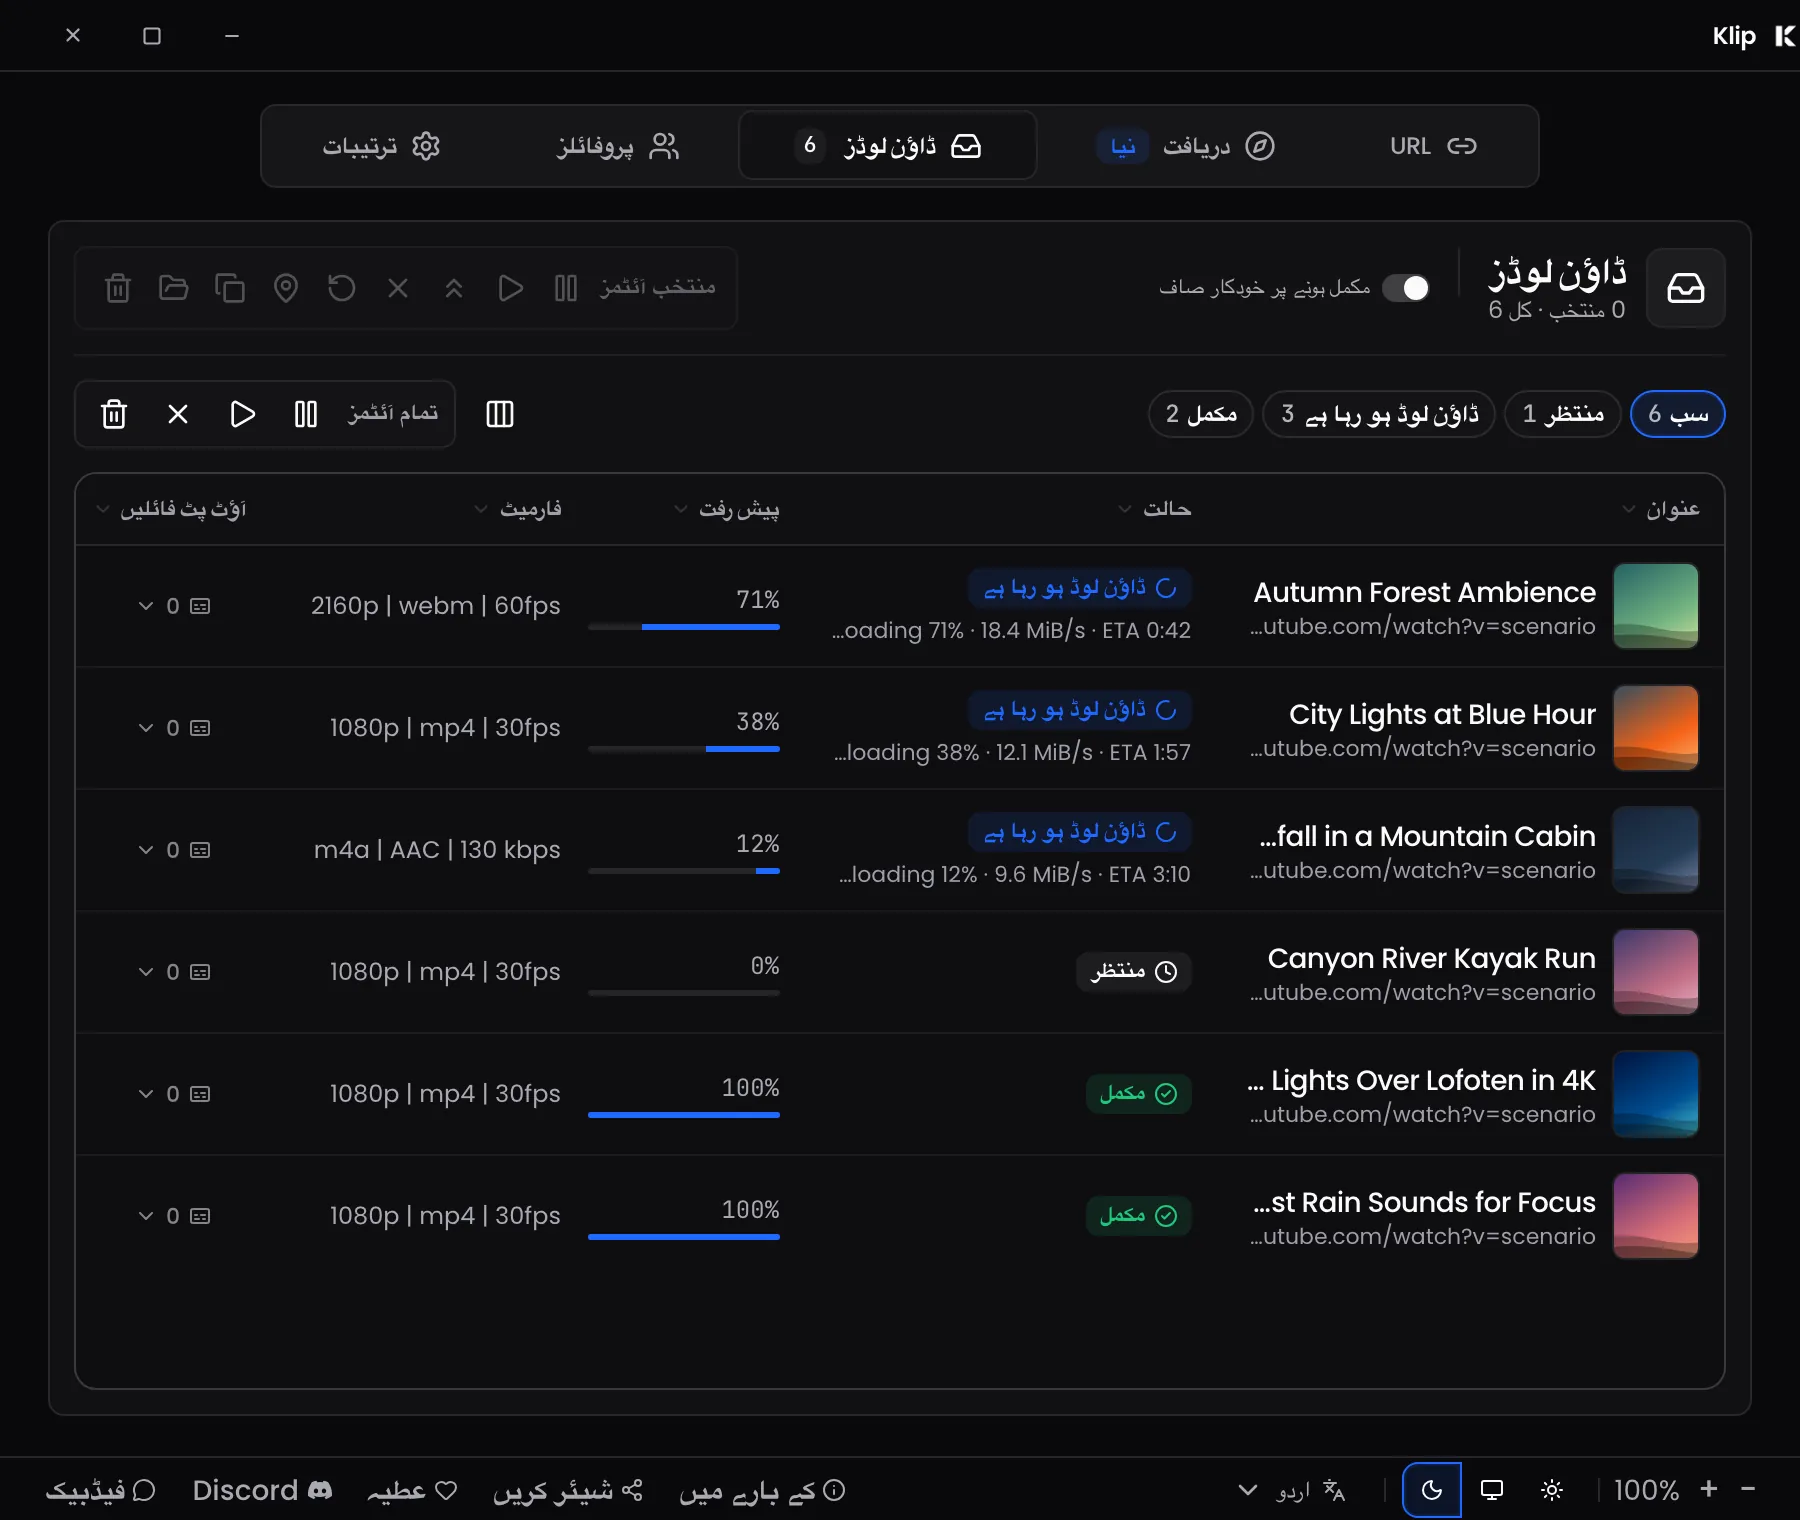 Klip
URL
دریافت نیا
ڈاؤن لوڈز 6
پروفائلز
ترتیبات
ڈاؤن لوڈز
0 منتخب · کل 6
مکمل ہونے پر خودکار صاف
منتخب آئٹمز
سب 6
منتظر 1
ڈاؤن لوڈ ہو رہا ہے 3
مکمل 2
تمام آئٹمز
عنوان
حالت
پیش رفت
فارمیٹ
آؤٹ پٹ فائلیں
Autumn Forest Ambience
…utube.com/watch?v=scenario
ڈاؤن لوڈ ہو رہا ہے
…oading 71% · 18.4 MiB/s · ETA 0:42
71%
2160p | webm | 60fps
0
City Lights at Blue Hour
…utube.com/watch?v=scenario
ڈاؤن لوڈ ہو رہا ہے
…loading 38% · 12.1 MiB/s · ETA 1:57
38%
1080p | mp4 | 30fps
0
…fall in a Mountain Cabin
…utube.com/watch?v=scenario
ڈاؤن لوڈ ہو رہا ہے
…loading 12% · 9.6 MiB/s · ETA 3:10
12%
m4a | AAC | 130 kbps
0
Canyon River Kayak Run
…utube.com/watch?v=scenario
منتظر
0%
1080p | mp4 | 30fps
0
… Lights Over Lofoten in 4K
…utube.com/watch?v=scenario
مکمل
100%
1080p | mp4 | 30fps
0
…st Rain Sounds for Focus
…utube.com/watch?v=scenario
مکمل
100%
1080p | mp4 | 30fps
0
− + 100%
اردو
کے بارے میں
شیئر کریں
عطیہ
Discord
فیڈبیک